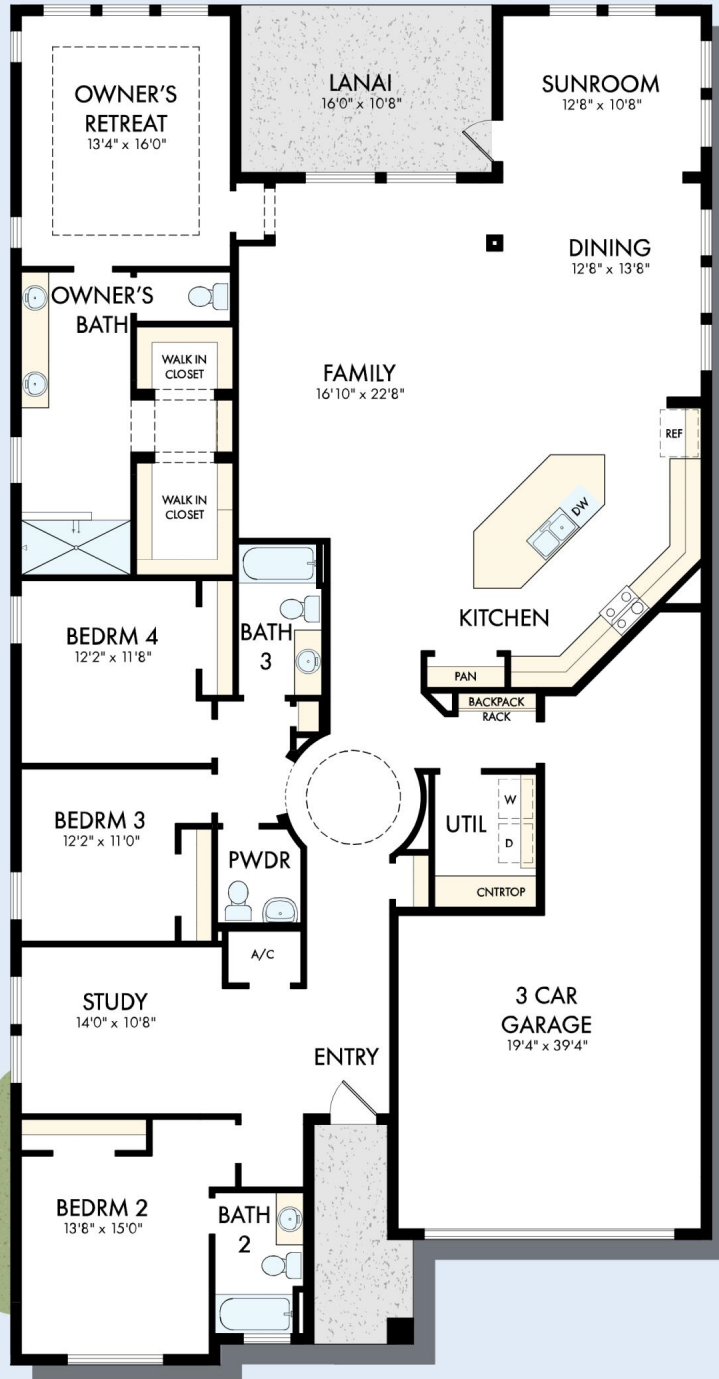 OWNER'S
RETREAT
13'4" x 16'0"
LANAI
16'0" x 10'8"
SUNROOM
12'8" x 10'8"
DINING
12'8" x 13'8"
OWNER'S
BATH
WALK IN
CLOSET
FAMILY
16'10" x 22'8"
REF
WALK IN
CLOSET
DW
KITCHEN
BEDRM 4
12'2" x 11'8"
BATH
3
PAN
BACKPACK
RACK
BEDRM 3
12'2" x 11'0"
PWDR
UTIL
W
D
CNTRTOP
A/C
STUDY
14'0" x 10'8"
3 CAR
GARAGE
19'4" x 39'4"
ENTRY
BEDRM 2
13'8" x 15'0"
BATH
2